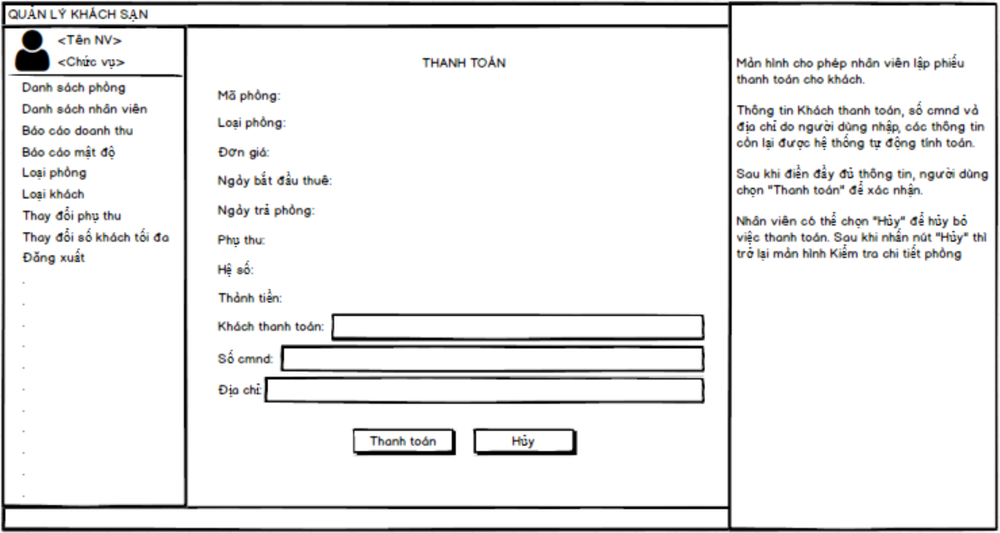 QUẢN LÝ KHÁCH SẠN
<Tên NV>
<Chức vụ>
Danh sách phòng
Danh sách nhân viên
Báo cáo doanh thu
Báo cáo mật độ
Loại phòng
Loại khách
Thay đổi phụ thu
Thay đổi số khách tối đa
Đăng xuất
.
.
.
.
.
.
.
.
.
.
.
THANH TOÁN
Mã phòng:
Loại phòng:
Đơn giá:
Ngày bắt đầu thuê:
Ngày trả phòng:
Phụ thu:
Hệ số:
Thành tiền:
Khách thanh toán:
Số cmnd:
Địa chỉ:
Thanh toán
Hủy
Màn hình cho phép nhân viên lập phiếu
thanh toán cho khách.
Thông tin Khách thanh toán, số cmnd và
địa chỉ do người dùng nhập, các thông tin
còn lại được hệ thống tự động tính toán.
Sau khi điền đầy đủ thông tin, người dùng
chọn "Thanh toán" để xác nhận.
Nhân viên có thể chọn "Hủy" để hủy bỏ
việc thanh toán. Sau khi nhấn nút "Hủy" thì
trở lại màn hình Kiểm tra chi tiết phòng